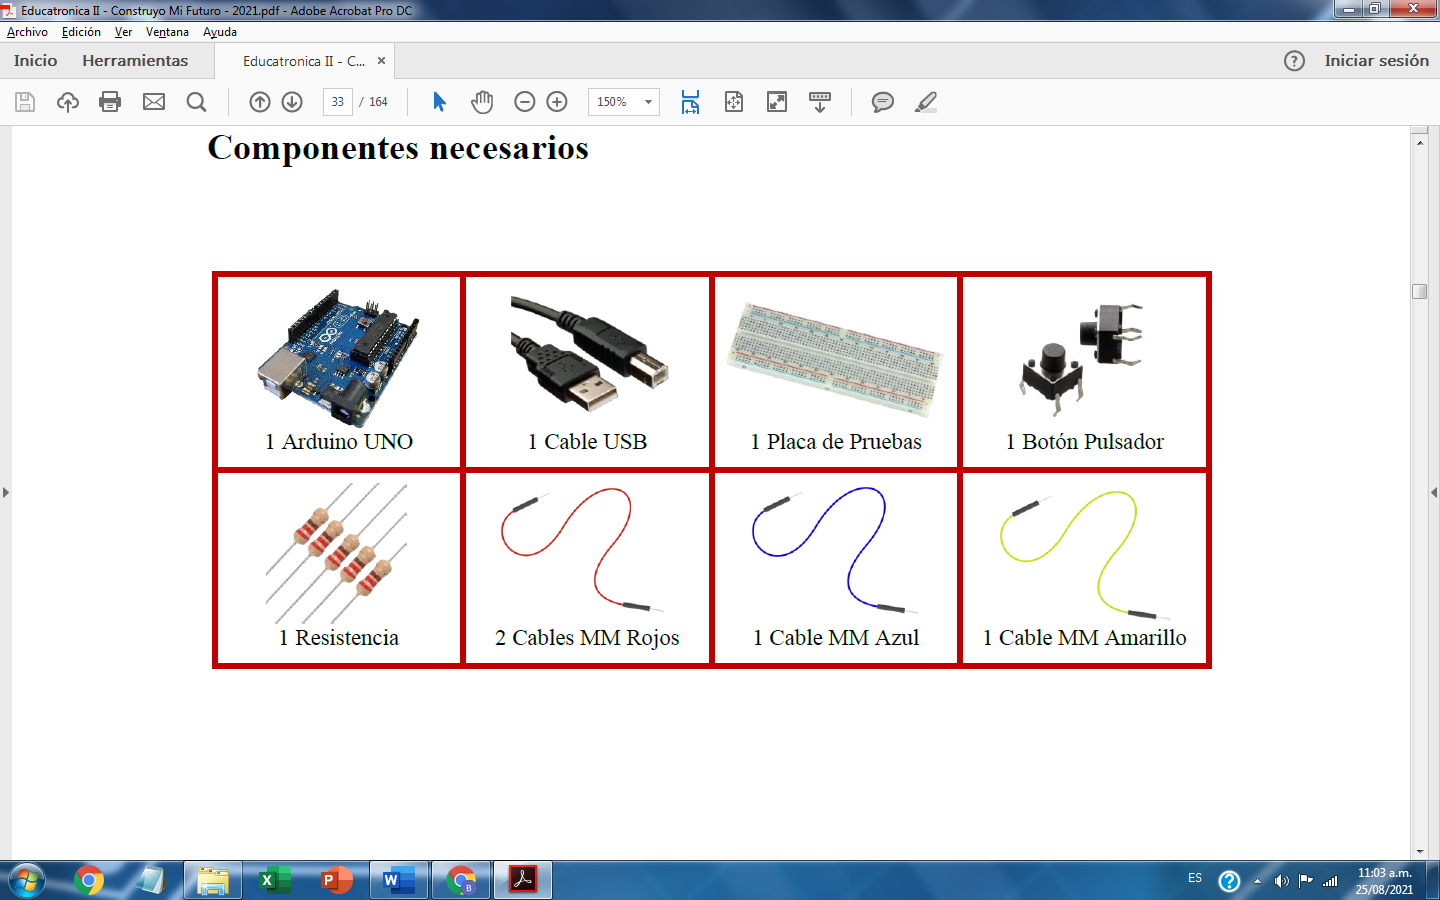 Educatronica II - Construyo Mi Futuro - 2021.pdf - Adobe Acrobat Pro DC
Archivo Edición Ver Ventana Ayuda
Inicio Herramientas Educatronica II - C... × ? Iniciar sesión
33 / 164 150%
Componentes necesarios
1 Arduino UNO 1 Cable USB 1 Placa de Pruebas 1 Botón Pulsador
1 Resistencia 2 Cables MM Rojos 1 Cable MM Azul 1 Cable MM Amarillo
ES 11:03 a.m.
25/08/2021